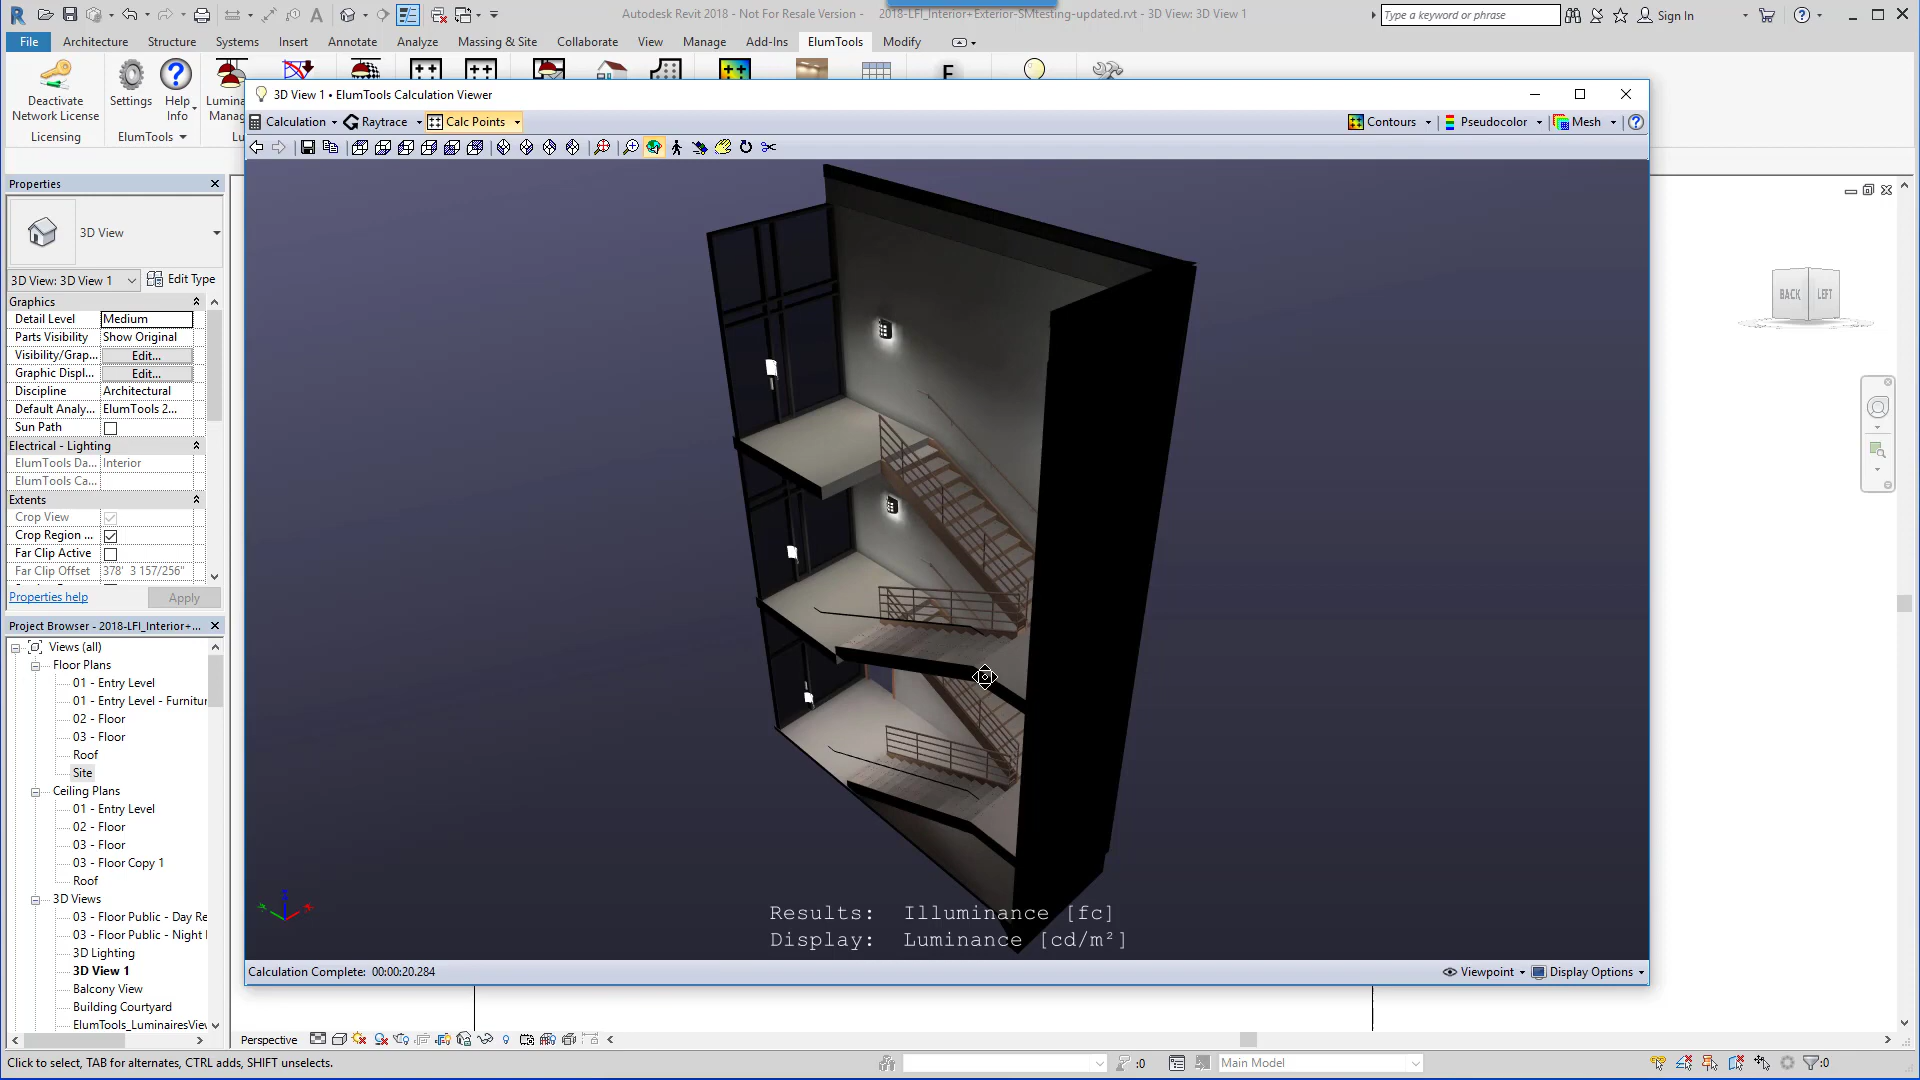 Autodesk Revit 2018 - Not For Resale Version - 2018-LFI_Interior+Exterior-SMtesting-updated.rvt - 3D View: 3D View 1
Type a keyword or phrase
Sign In
File Architecture Structure Systems Insert Annotate Analyze Massing & Site Collaborate View Manage Add-Ins ElumTools Modify
Deactivate
Network License
Settings
Help
Info
Lumina
Manag
Licensing
ElumTools
Lu
3D View 1 • ElumTools Calculation Viewer
Calculation Raytrace Calc Points Contours Pseudocolor Mesh
Properties
3D View
3D View: 3D View 1
Edit Type
Graphics
Detail Level Medium
Parts Visibility Show Original
Visibility/Grap... Edit...
Graphic Displ... Edit...
Discipline Architectural
Default Analy... ElumTools 2...
Sun Path
Electrical - Lighting
ElumTools Da... Interior
ElumTools Ca...
Extents
Crop View
Crop Region ...
Far Clip Active
Far Clip Offset 378' 3 157/256"
Properties help
Apply
Project Browser - 2018-LFI_Interior+...
Views (all)
Floor Plans
01 - Entry Level
01 - Entry Level - Furnitur
02 - Floor
03 - Floor
Roof
Site
Ceiling Plans
01 - Entry Level
02 - Floor
03 - Floor
03 - Floor Copy 1
Roof
3D Views
03 - Floor Public - Day Re
03 - Floor Public - Night
3D Lighting
3D View 1
Balcony View
Building Courtyard
ElumTools_LuminairesView
BACK LEFT
Results: Illuminance [fc]
Display: Luminance [cd/m²]
Calculation Complete: 00:00:20.284
Viewpoint Display Options
Perspective
Click to select, TAB for alternates, CTRL adds, SHIFT unselects.
:0
Main Model
:0